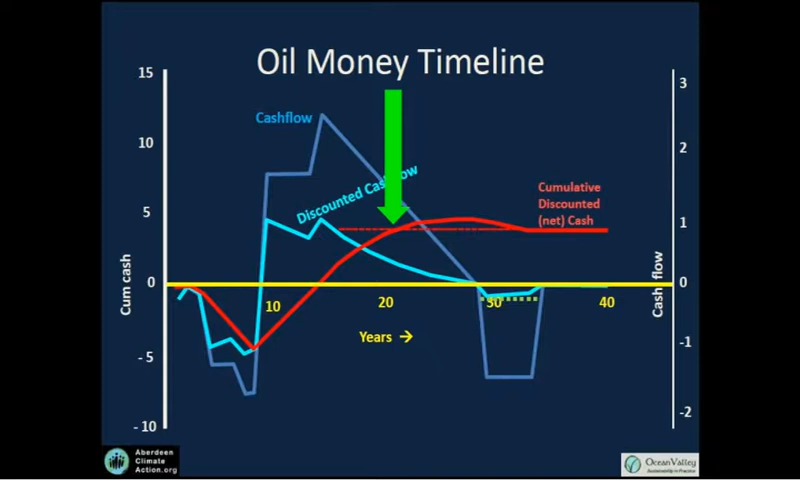 Oil Money Timeline
15
10
5
0
- 5
- 10
Cum cash
3
2
1
0
-1
-2
Cash flow
Cashflow
Discounted Cashflow
Cumulative
Discounted
(net) Cash
10
20
30
40
Years →
Aberdeen
Climate
Action.org
OceanValley
Sustainability in Practice